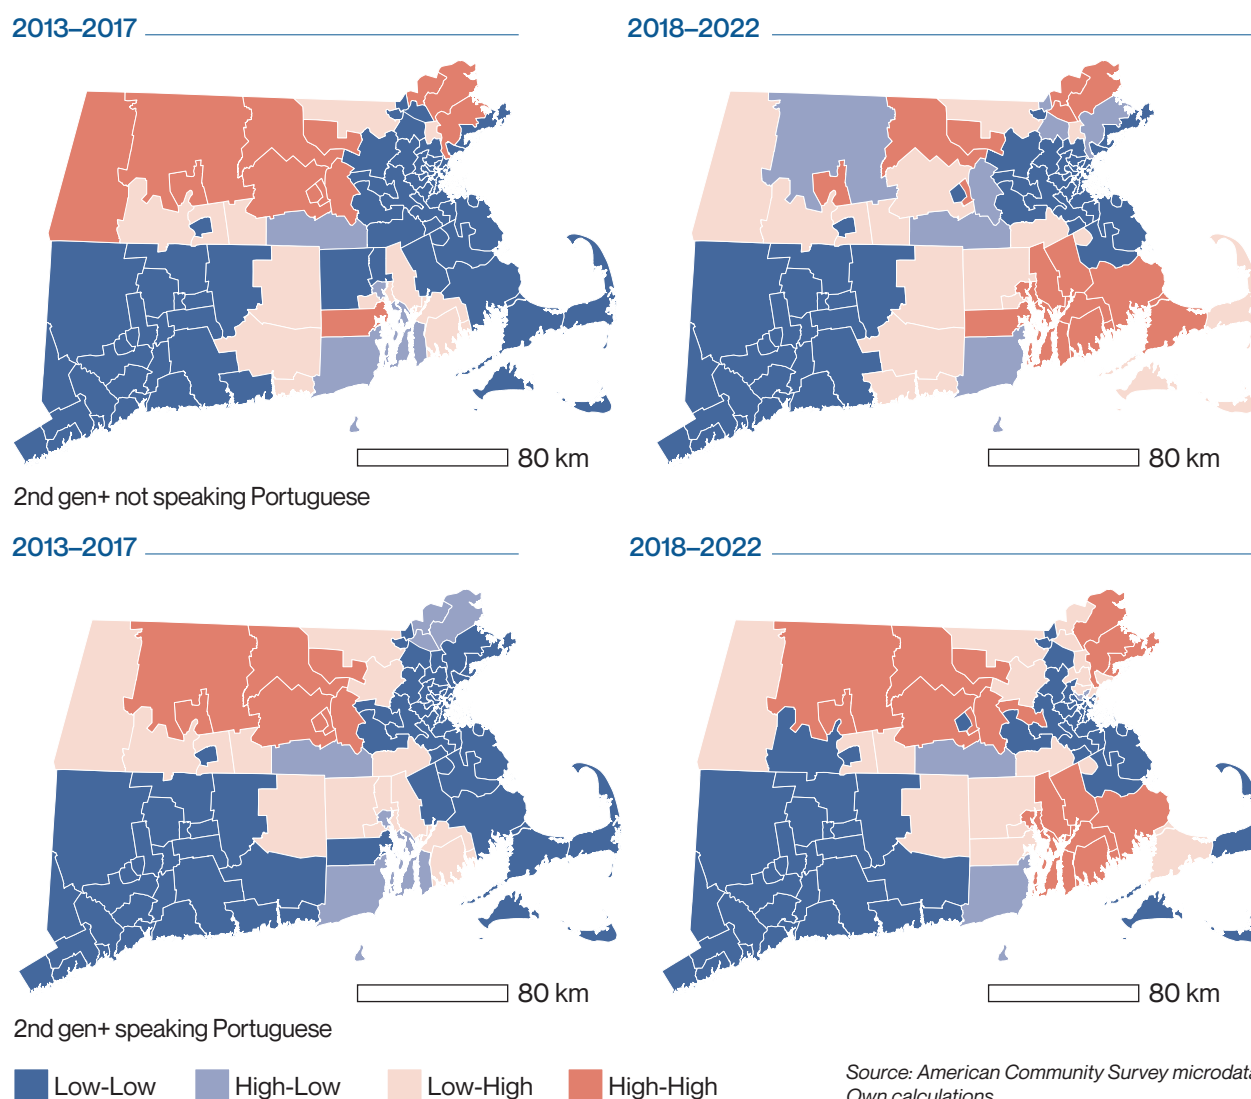 2013–2017
2018–2022
80 km
80 km
2nd gen+ not speaking Portuguese
2013–2017
2018–2022
80 km
80 km
2nd gen+ speaking Portuguese
Low-Low
High-Low
Low-High
High-High
Source: American Community Survey microdata
Own calculations